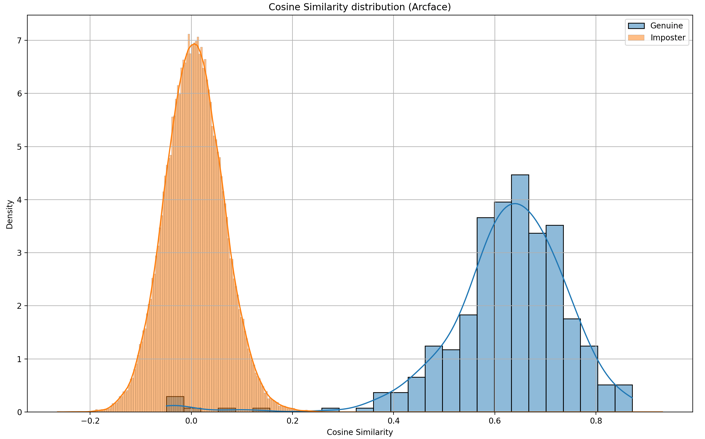 Cosine Similarity distribution (Arcface)
Genuine
Imposter
7
6
5
4
3
2
1
0
Density
−0.2
0.0
0.2
0.4
0.6
0.8
Cosine Similarity